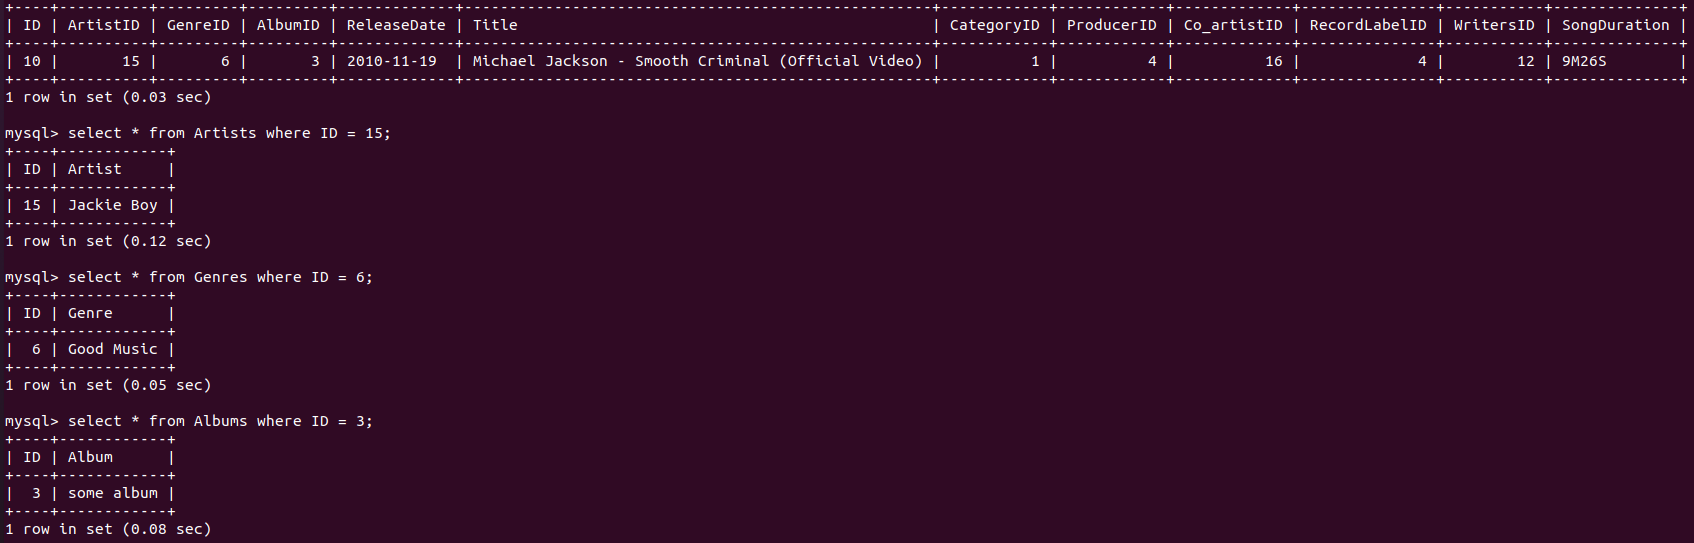 +----+----------+---------+---------+-------------+----------------------------------------------------+------------+------------+-------------+---------------+-----------+--------------+
| ID | ArtistID | GenreID | AlbumID | ReleaseDate | Title                                              | CategoryID | ProducerID | Co_artistID | RecordLabelID | WritersID | SongDuration |
+----+----------+---------+---------+-------------+----------------------------------------------------+------------+------------+-------------+---------------+-----------+--------------+
| 10 |       15 |       6 |       3 | 2010-11-19  | Michael Jackson - Smooth Criminal (Official Video) |          1 |          4 |          16 |             4 |        12 | 9M26S        |
+----+----------+---------+---------+-------------+----------------------------------------------------+------------+------------+-------------+---------------+-----------+--------------+
1 row in set (0.03 sec)
mysql> select * from Artists where ID = 15;
+----+------------+
| ID | Artist     |
+----+------------+
| 15 | Jackie Boy |
+----+------------+
1 row in set (0.12 sec)
mysql> select * from Genres where ID = 6;
+----+------------+
| ID | Genre      |
+----+------------+
|  6 | Good Music |
+----+------------+
1 row in set (0.05 sec)
mysql> select * from Albums where ID = 3;
+----+------------+
| ID | Album      |
+----+------------+
|  3 | some album |
+----+------------+
1 row in set (0.08 sec)